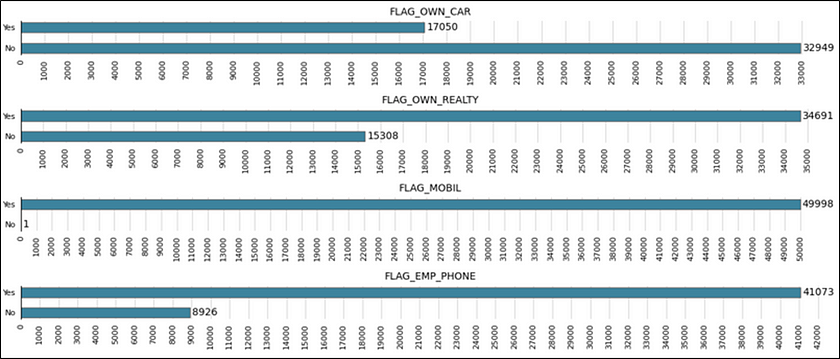 FLAG_OWN_CAR
Yes 17050
No 32949
0 1000 2000 3000 4000 5000 6000 7000 8000 9000 10000 11000 12000 13000 14000 15000 16000 17000 18000 19000 20000 21000 22000 23000 24000 25000 26000 27000 28000 29000 30000 31000 32000 33000
FLAG_OWN_REALTY
Yes 34691
No 15308
0 1000 2000 3000 4000 5000 6000 7000 8000 9000 10000 11000 12000 13000 14000 15000 16000 17000 18000 19000 20000 21000 22000 23000 24000 25000 26000 27000 28000 29000 30000 31000 32000 33000 34000 35000
FLAG_MOBIL
Yes 49998
No 1
0 1000 2000 3000 4000 5000 6000 7000 8000 9000 10000 11000 12000 13000 14000 15000 16000 17000 18000 19000 20000 21000 22000 23000 24000 25000 26000 27000 28000 29000 30000 31000 32000 33000 34000 35000 36000 37000 38000 39000 40000 41000 42000 43000 44000 45000 46000 47000 48000 49000 50000
FLAG_EMP_PHONE
Yes 41073
No 8926
0 1000 2000 3000 4000 5000 6000 7000 8000 9000 10000 11000 12000 13000 14000 15000 16000 17000 18000 19000 20000 21000 22000 23000 24000 25000 26000 27000 28000 29000 30000 31000 32000 33000 34000 35000 36000 37000 38000 39000 40000 41000 42000